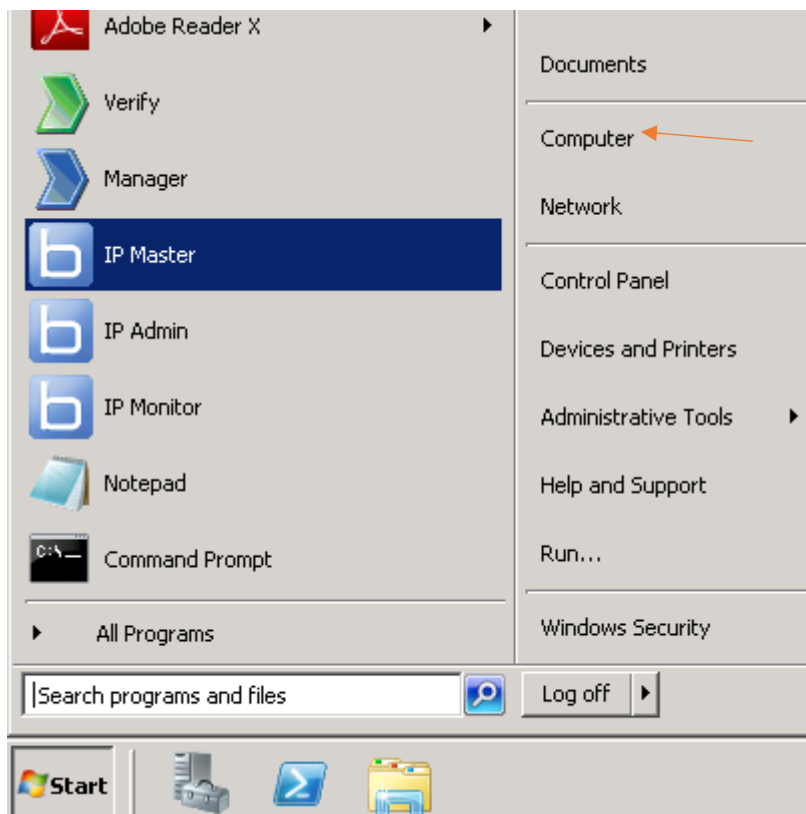 Adobe Reader X
Verify
Manager
IP Master
IP Admin
IP Monitor
Notepad
C:\_
Command Prompt
All Programs
Search programs and files
Documents
Computer
Network
Control Panel
Devices and Printers
Administrative Tools
Help and Support
Run...
Windows Security
Log off
Start